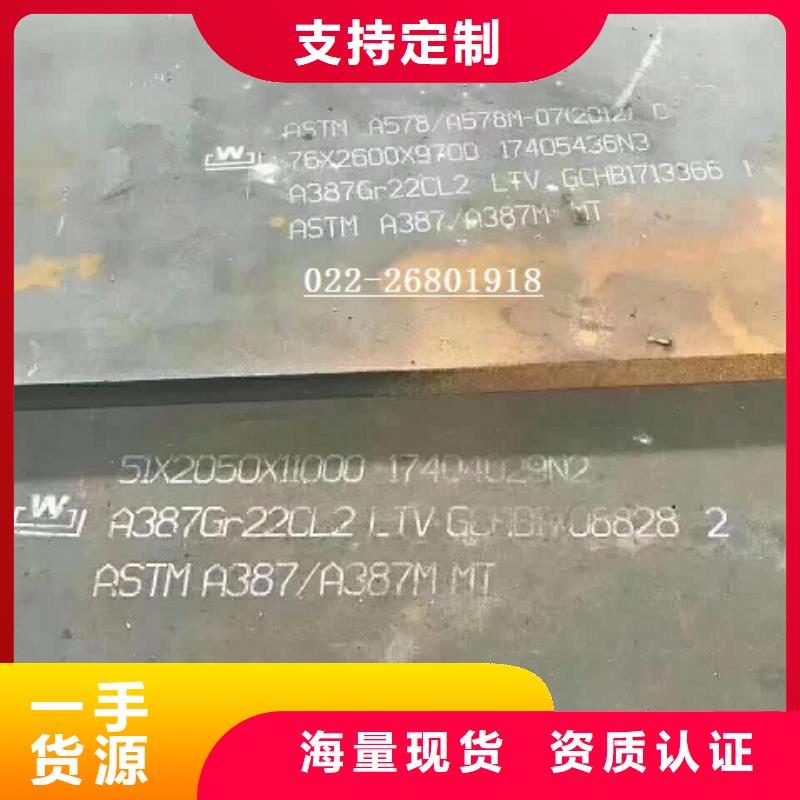 支持定制
ASTM A578/A578M-07(2012) C
W 76X2600X9700 17405436N3
A387Gr22CL2 LTV GCHB1713366 1
ASTM A387/A387M MT
022-26801918
51X2050X11000 17404029N2
W A387Gr22CL2 LTV 2
ASTM A387/A387M MT
一手
货源
海量现货 资质认证